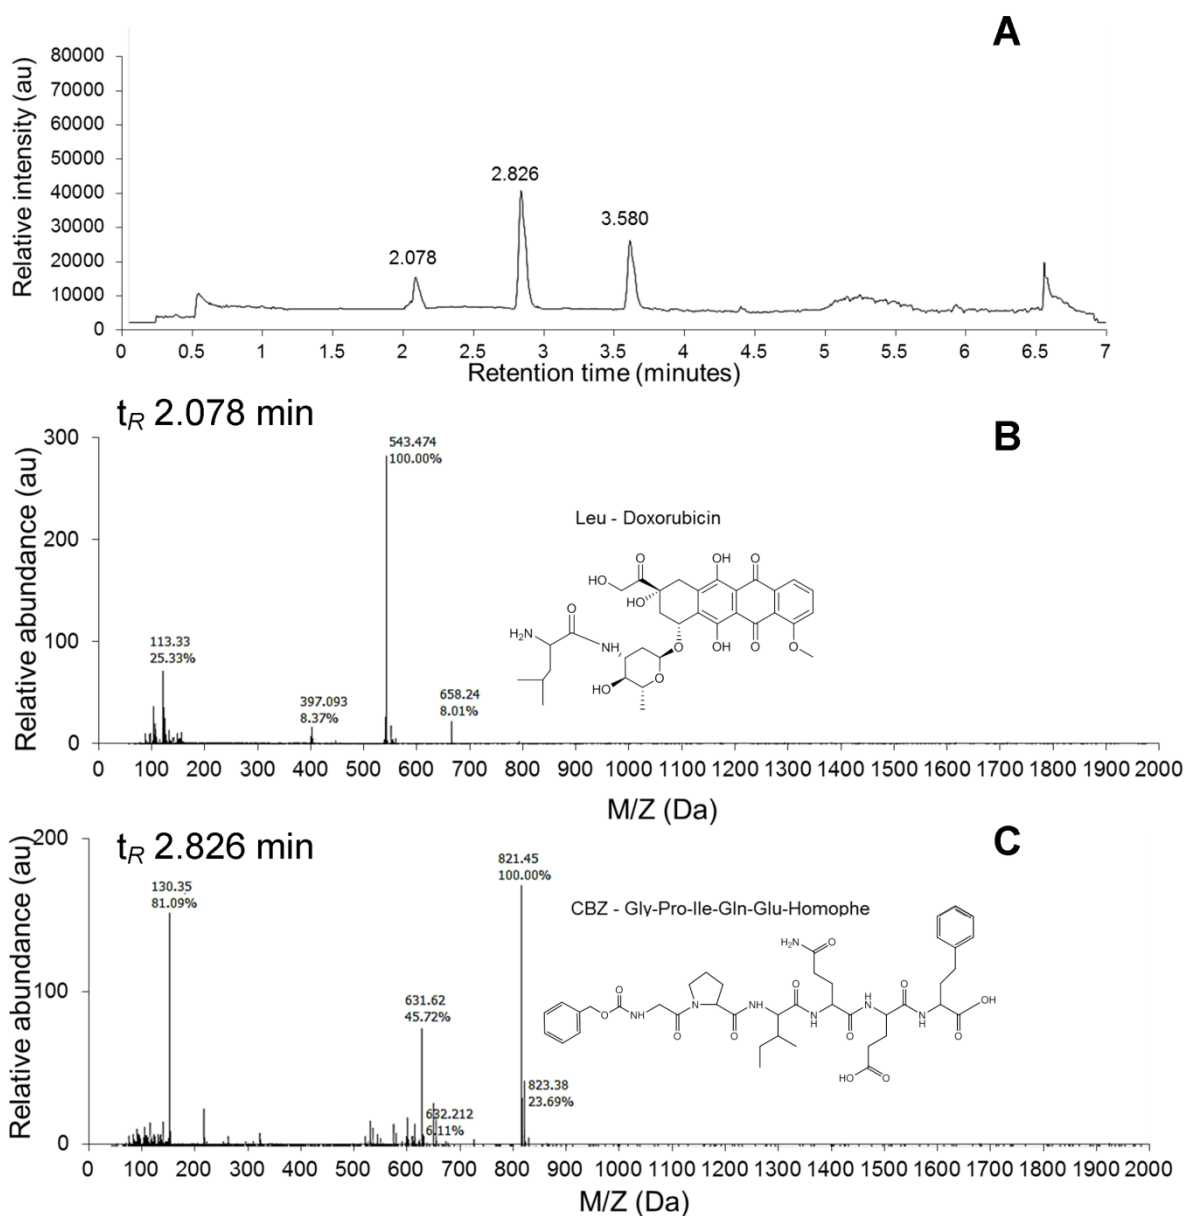 A
Relative intensity (au)
80000
70000
60000
50000
40000
30000
20000
10000
0
2.078
2.826
3.580
0 0.5 1 1.5 2 2.5 3 3.5 4 4.5 5 5.5 6 6.5 7
Retention time (minutes)
tR 2.078 min
B
Relative abundance (au)
300
200
100
0
543.474
100.00%
113.33
25.33%
397.093
8.37%
658.24
8.01%
Leu - Doxorubicin
O
OH
O
HO
HO
O
H2N
NH
O
OH
O
O
HO
O
0 100 200 300 400 500 600 700 800 900 1000 1100 1200 1300 1400 1500 1600 1700 1800 1900 2000
M/Z (Da)
tR 2.826 min
C
Relative abundance (au)
200
100
0
130.35
81.09%
821.45
100.00%
631.62
45.72%
632.212
6.11%
823.38
23.69%
CBZ - Gly-Pro-Ile-Gln-Glu-Homophe
H2N
O
O
O
NH
O
N
O
NH
O
N
H
O
H
N
O
NH
OH
O
HO
O
0 100 200 300 400 500 600 700 800 900 1000 1100 1200 1300 1400 1500 1600 1700 1800 1900 2000
M/Z (Da)